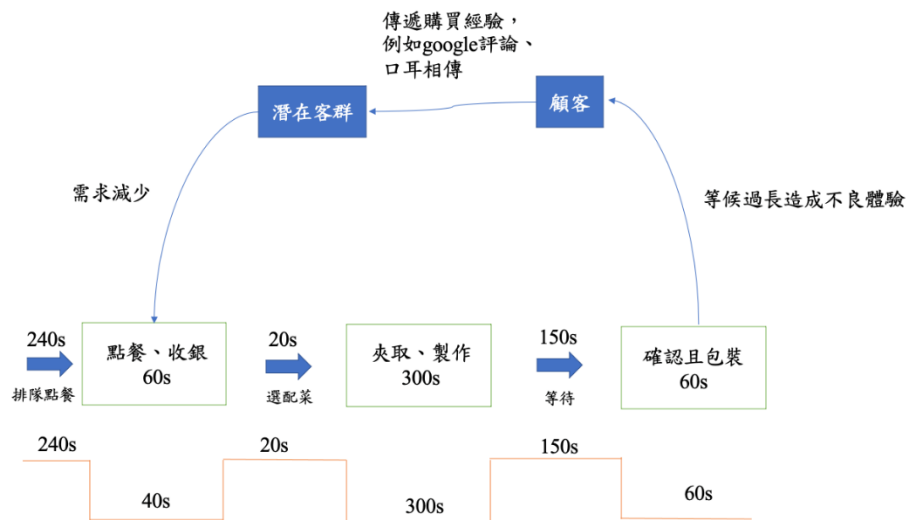 傳遞購買經驗，
例如google評論、
口耳相傳
潛在客群
顧客
需求減少
等候過長造成不良體驗
240s
排隊點餐
點餐、收銀
60s
20s
選配菜
夾取、製作
300s
150s
等待
確認且包裝
60s
240s
40s
20s
300s
150s
60s